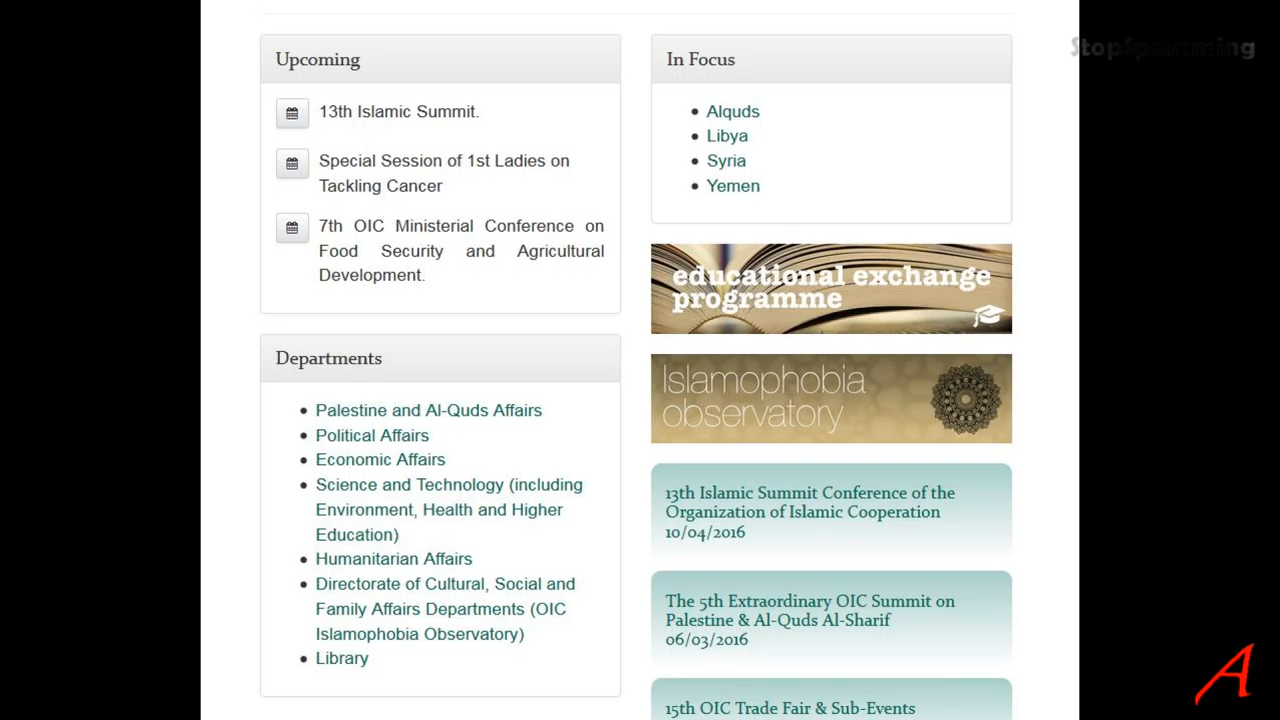 Upcoming
13th Islamic Summit.
Special Session of 1st Ladies on
Tackling Cancer
7th OIC Ministerial Conference on
Food Security and Agricultural
Development.
Departments
Palestine and Al-Quds Affairs
Political Affairs
Economic Affairs
Science and Technology (including
Environment, Health and Higher
Education)
Humanitarian Affairs
Directorate of Cultural, Social and
Family Affairs Departments (OIC
Islamophobia Observatory)
Library
In Focus
Alquds
Libya
Syria
Yemen
educational exchange
programme
Islamophobia
observatory
13th Islamic Summit Conference of the
Organization of Islamic Cooperation
10/04/2016
The 5th Extraordinary OIC Summit on
Palestine & Al-Quds Al-Sharif
06/03/2016
15th OIC Trade Fair & Sub-Events
A